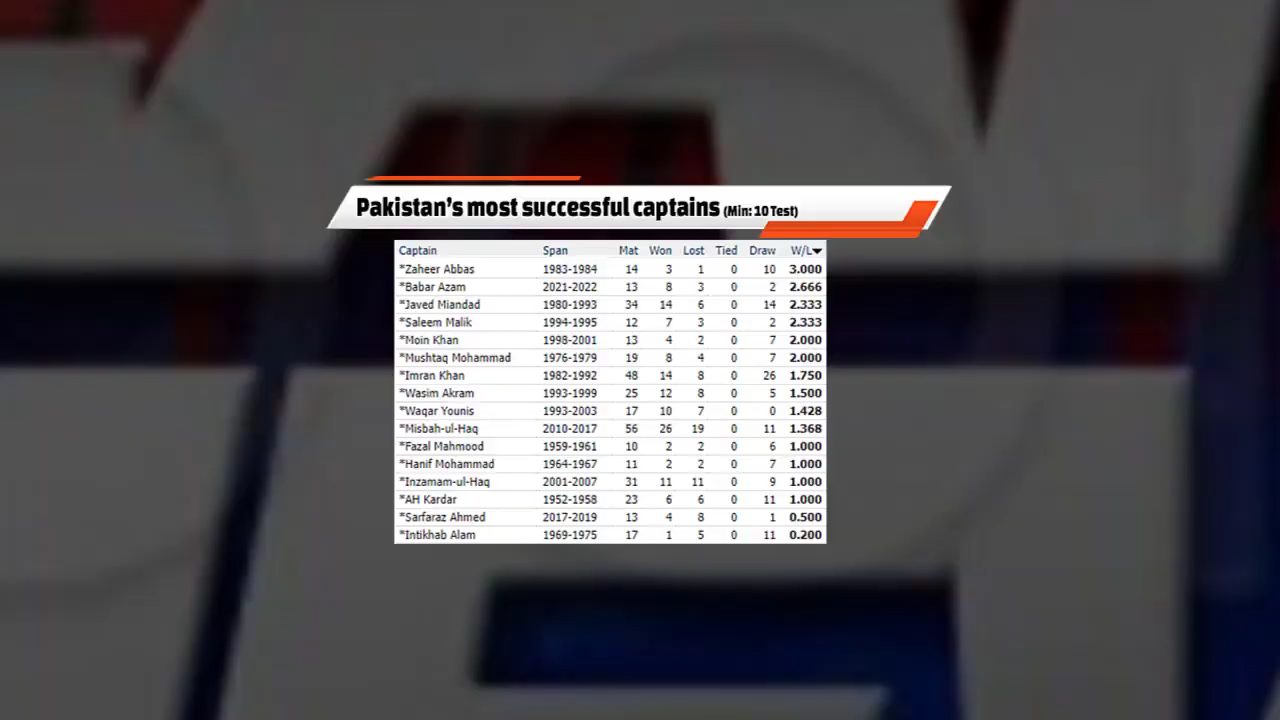 Pakistan's most successful captains (Min: 10 Test)
Captain Span Mat Won Lost Tied Draw W/L
*Zaheer Abbas 1983-1984 14 3 1 0 10 3.000
*Babar Azam 2021-2022 13 8 3 0 2 2.666
*Javed Miandad 1980-1993 34 14 6 0 14 2.333
*Saleem Malik 1994-1995 12 7 3 0 2 2.333
*Moin Khan 1998-2001 13 4 2 0 7 2.000
*Mushtaq Mohammad 1976-1979 19 8 4 0 7 2.000
*Imran Khan 1982-1992 48 14 8 0 26 1.750
*Wasim Akram 1993-1999 25 12 8 0 5 1.500
*Waqar Younis 1993-2003 17 10 7 0 0 1.428
*Misbah-ul-Haq 2010-2017 56 26 19 0 11 1.368
*Fazal Mahmood 1959-1961 10 2 2 0 6 1.000
*Hanif Mohammad 1964-1967 11 2 2 0 7 1.000
*Inzamam-ul-Haq 2001-2007 31 11 11 0 9 1.000
*AH Kardar 1952-1958 23 6 6 0 11 1.000
*Sarfaraz Ahmed 2017-2019 13 4 8 0 1 0.500
*Intikhab Alam 1969-1975 17 1 5 0 11 0.200